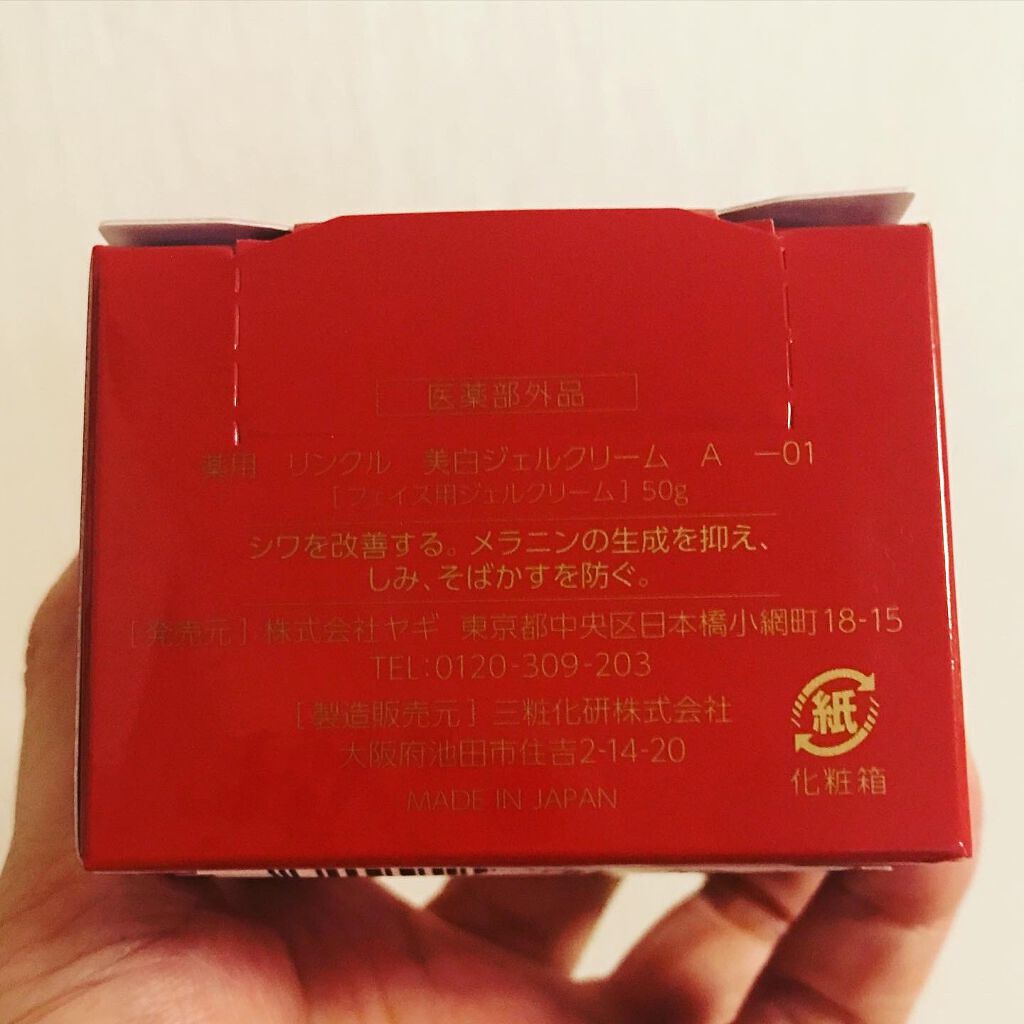 医薬部外品
薬用 リンクル 美白ジェルクリーム A ー01
[フェイス用ジェルクリーム] 50g
シワを改善する。メラニンの生成を抑え、
しみ、そばかすを防ぐ。
[発売元] 株式会社ヤギ 東京都中央区日本橋小網町18-15
TEL:0120-309-203
[製造販売元] 三粧化研株式会社
大阪府池田市住吉2-14-20
MADE IN JAPAN
紙
化粧箱